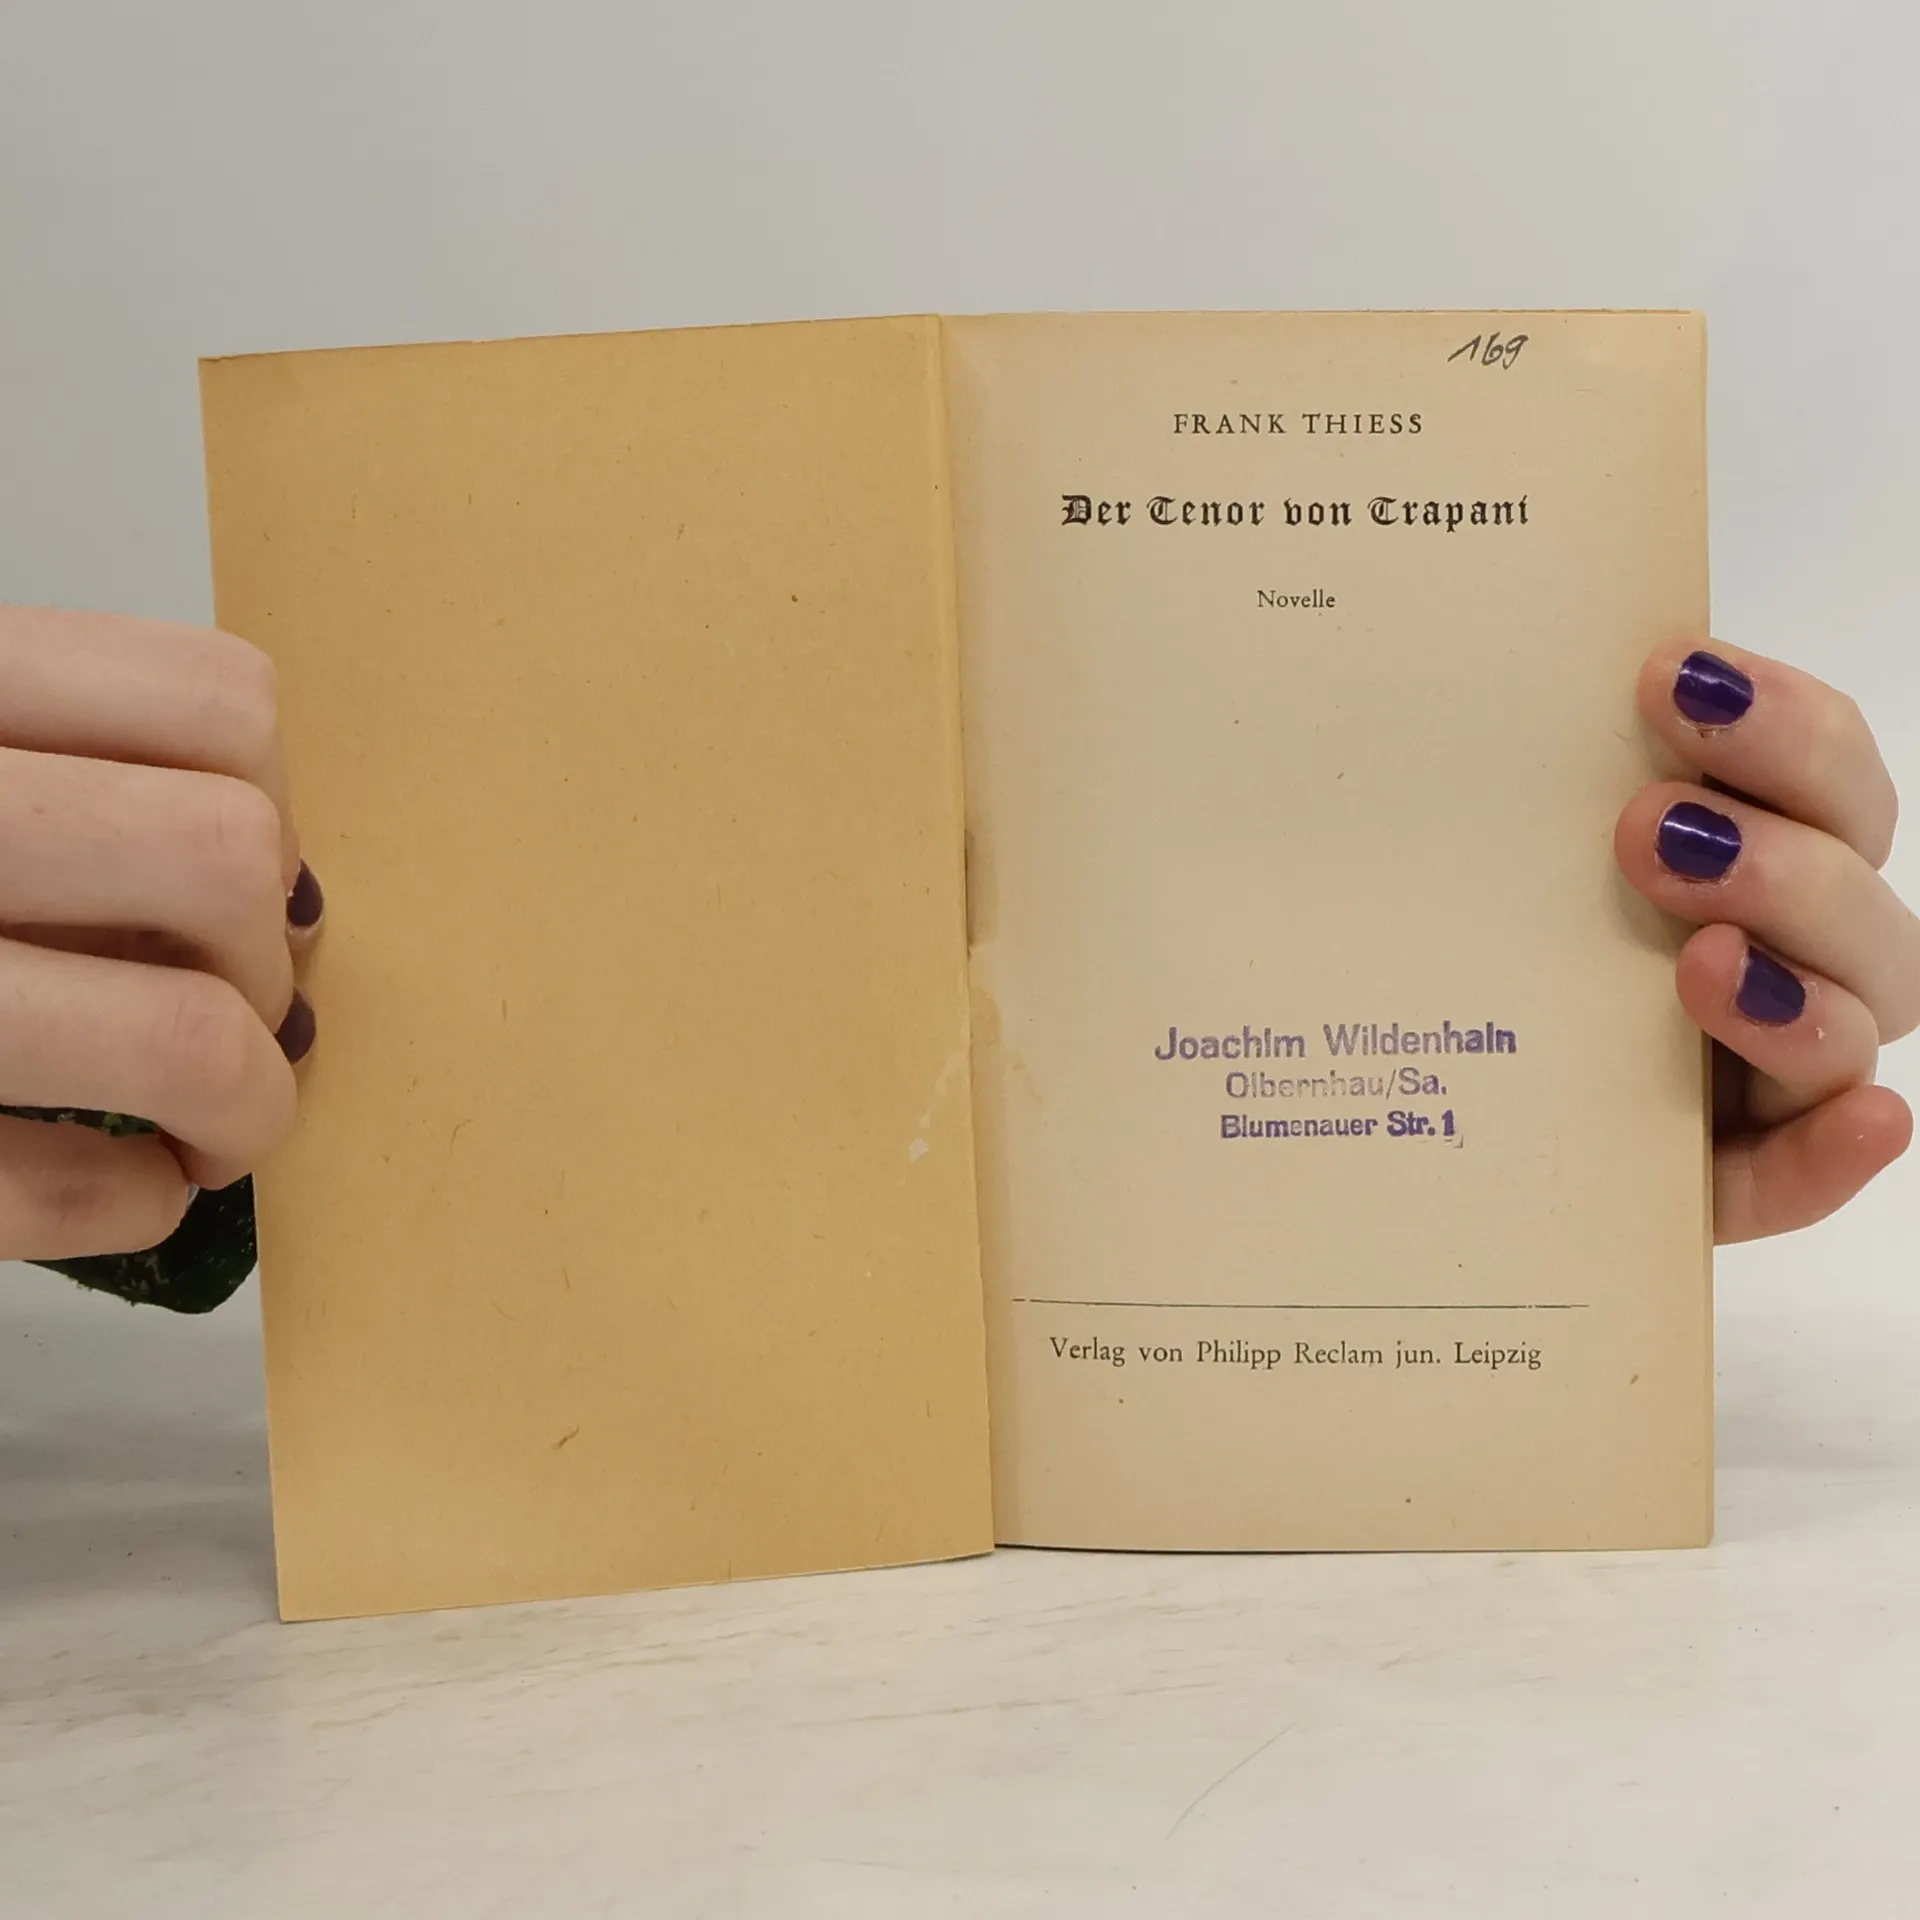 169
FRANK THIESS
Der Tenor von Trapani
Novelle
Joachim Wildenhain
Olbernhau/Sa.
Blumenauer Str. 1
Verlag von Philipp Reclam jun. Leipzig